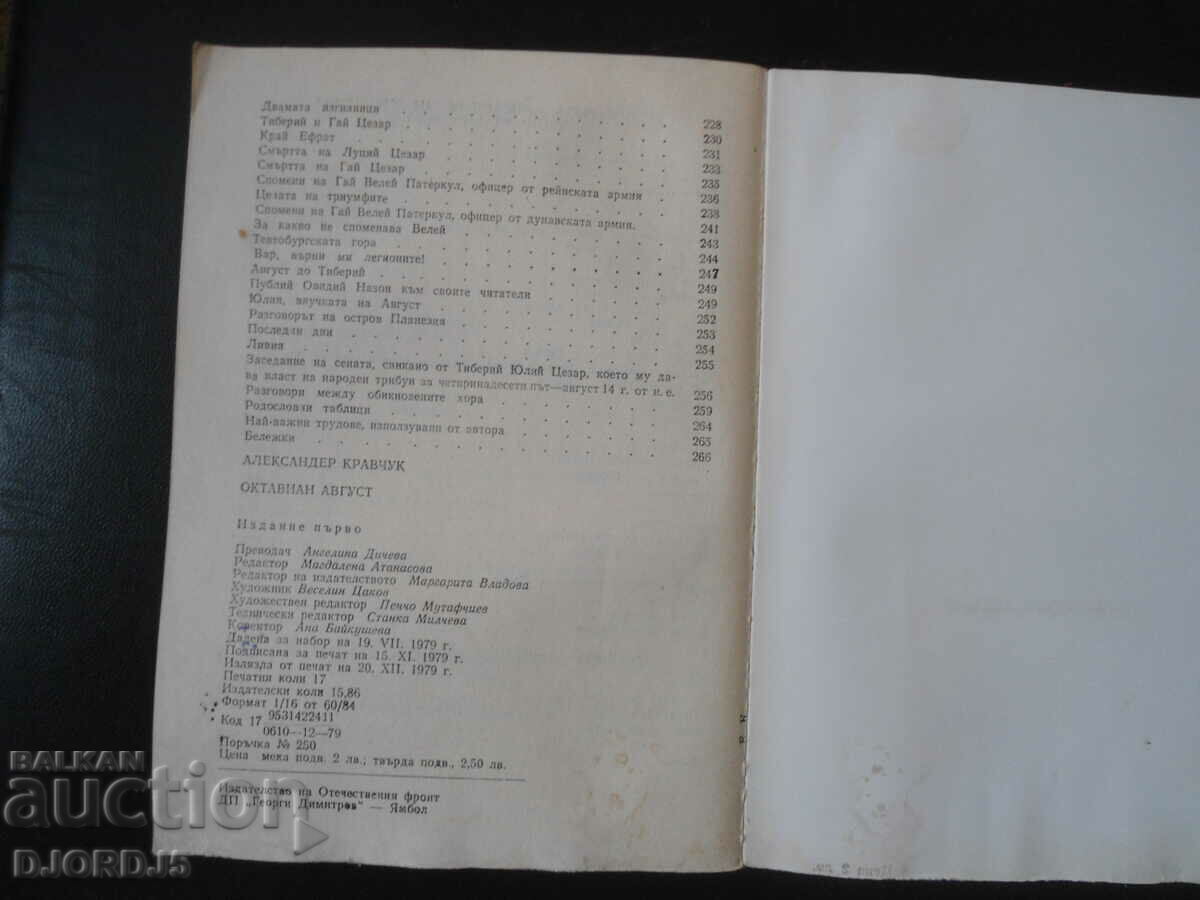 Двамата изгнаници . . . . . . . . . 228
Тиберий и Гай Цезар . . . . . . . . . 230
Край Ефрат . . . . . . . . . 231
Смъртта на Луций Цезар . . . . . . . . . 233
Смъртта на Гай Цезар . . . . . . . . . 235
Спомени на Гай Велей Патеркул, офицер от рейнската армия . 236
Цената на триумфите . . . . . . . . . 238
Спомени на Гай Велей Патеркул, офицер от дунавската армия. 241
За какво не споменава Велей . . . . . . . . . 243
Тевтобургската гора . . . . . . . . . 244
Вар, върни ми легионите! . . . . . . . . . 247
Август до Тиберий . . . . . . . . . 249
Публий Овидий Назон към своите читатели . . . . . 249
Юлия, внучката на Август . . . . . . . . . 252
Разговорът на остров Планезия . . . . . . . . 253
Последни дни . . . . . . . . . 254
Ливия . . . . . . . . . 255
Заседание на сената, свикано от Тиберий Юлий Цезар, което му да-
ва власт на народен трибун за четиринадесети път—август 14 г. от н. е. 256
Разговори между обикновените хора . . . . . . . 259
Родословни таблици . . . . . . . . . 264
Най-важни трудове, използувани от автора . . . . . . 265
Бележки . . . . . . . . . 266
АЛЕКСАНДЕР КРАВЧУК
ОКТАВИАН АВГУСТ
Издание първо
Преводач Ангелина Дичева
Редактор Магдалена Атанасова
Редактор на издателството Маргарита Владова
Художник Веселин Цаков
Художествен редактор Пенчо Мутафчиев
Технически редактор Станка Милчева
Коректор Ана Байкушева
Дадена за набор на 19. VII. 1979 г.
Подписана за печат на 15. XI. 1979 г.
Излязла от печат на 20. XII. 1979 г.
Печатни коли 17
Издателски коли 15,86
Формат 1/16 от 60/84
Код 17 9531422411
0610—12—79
Поръчка № 250
Цена мека подв. 2 лв.; твърда подв., 2,50 лв.
Издателство на Отечествения фронт
ДП „Георги Димитров“ — Ямбол
BALKAN
auction
DJORD_J5